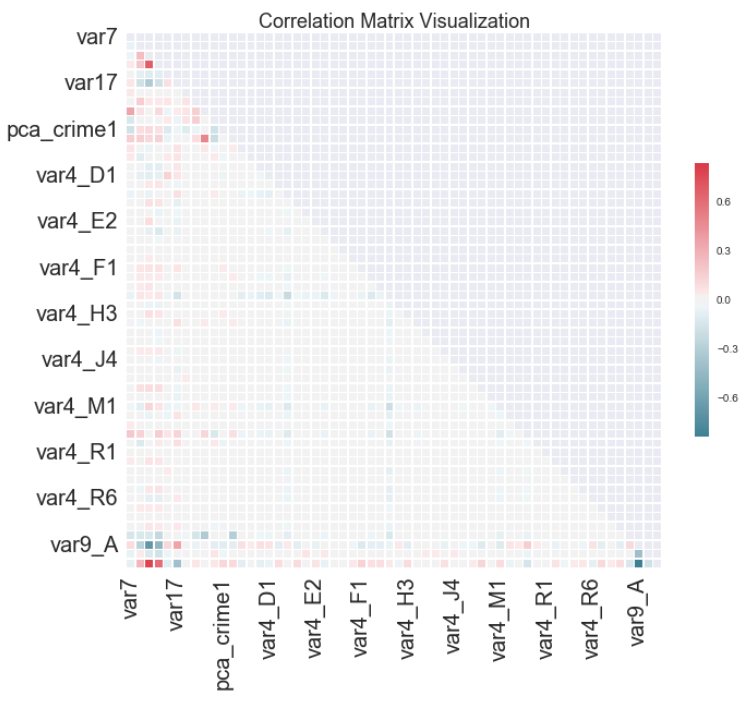 Correlation Matrix Visualization
var7
var17
pca_crime1
var4_D1
var4_E2
var4_F1
var4_H3
var4_J4
var4_M1
var4_R1
var4_R6
var9_A
0.6
0.3
0.0
−0.3
−0.6
var7
var17
pca_crime1
var4_D1
var4_E2
var4_F1
var4_H3
var4_J4
var4_M1
var4_R1
var4_R6
var9_A